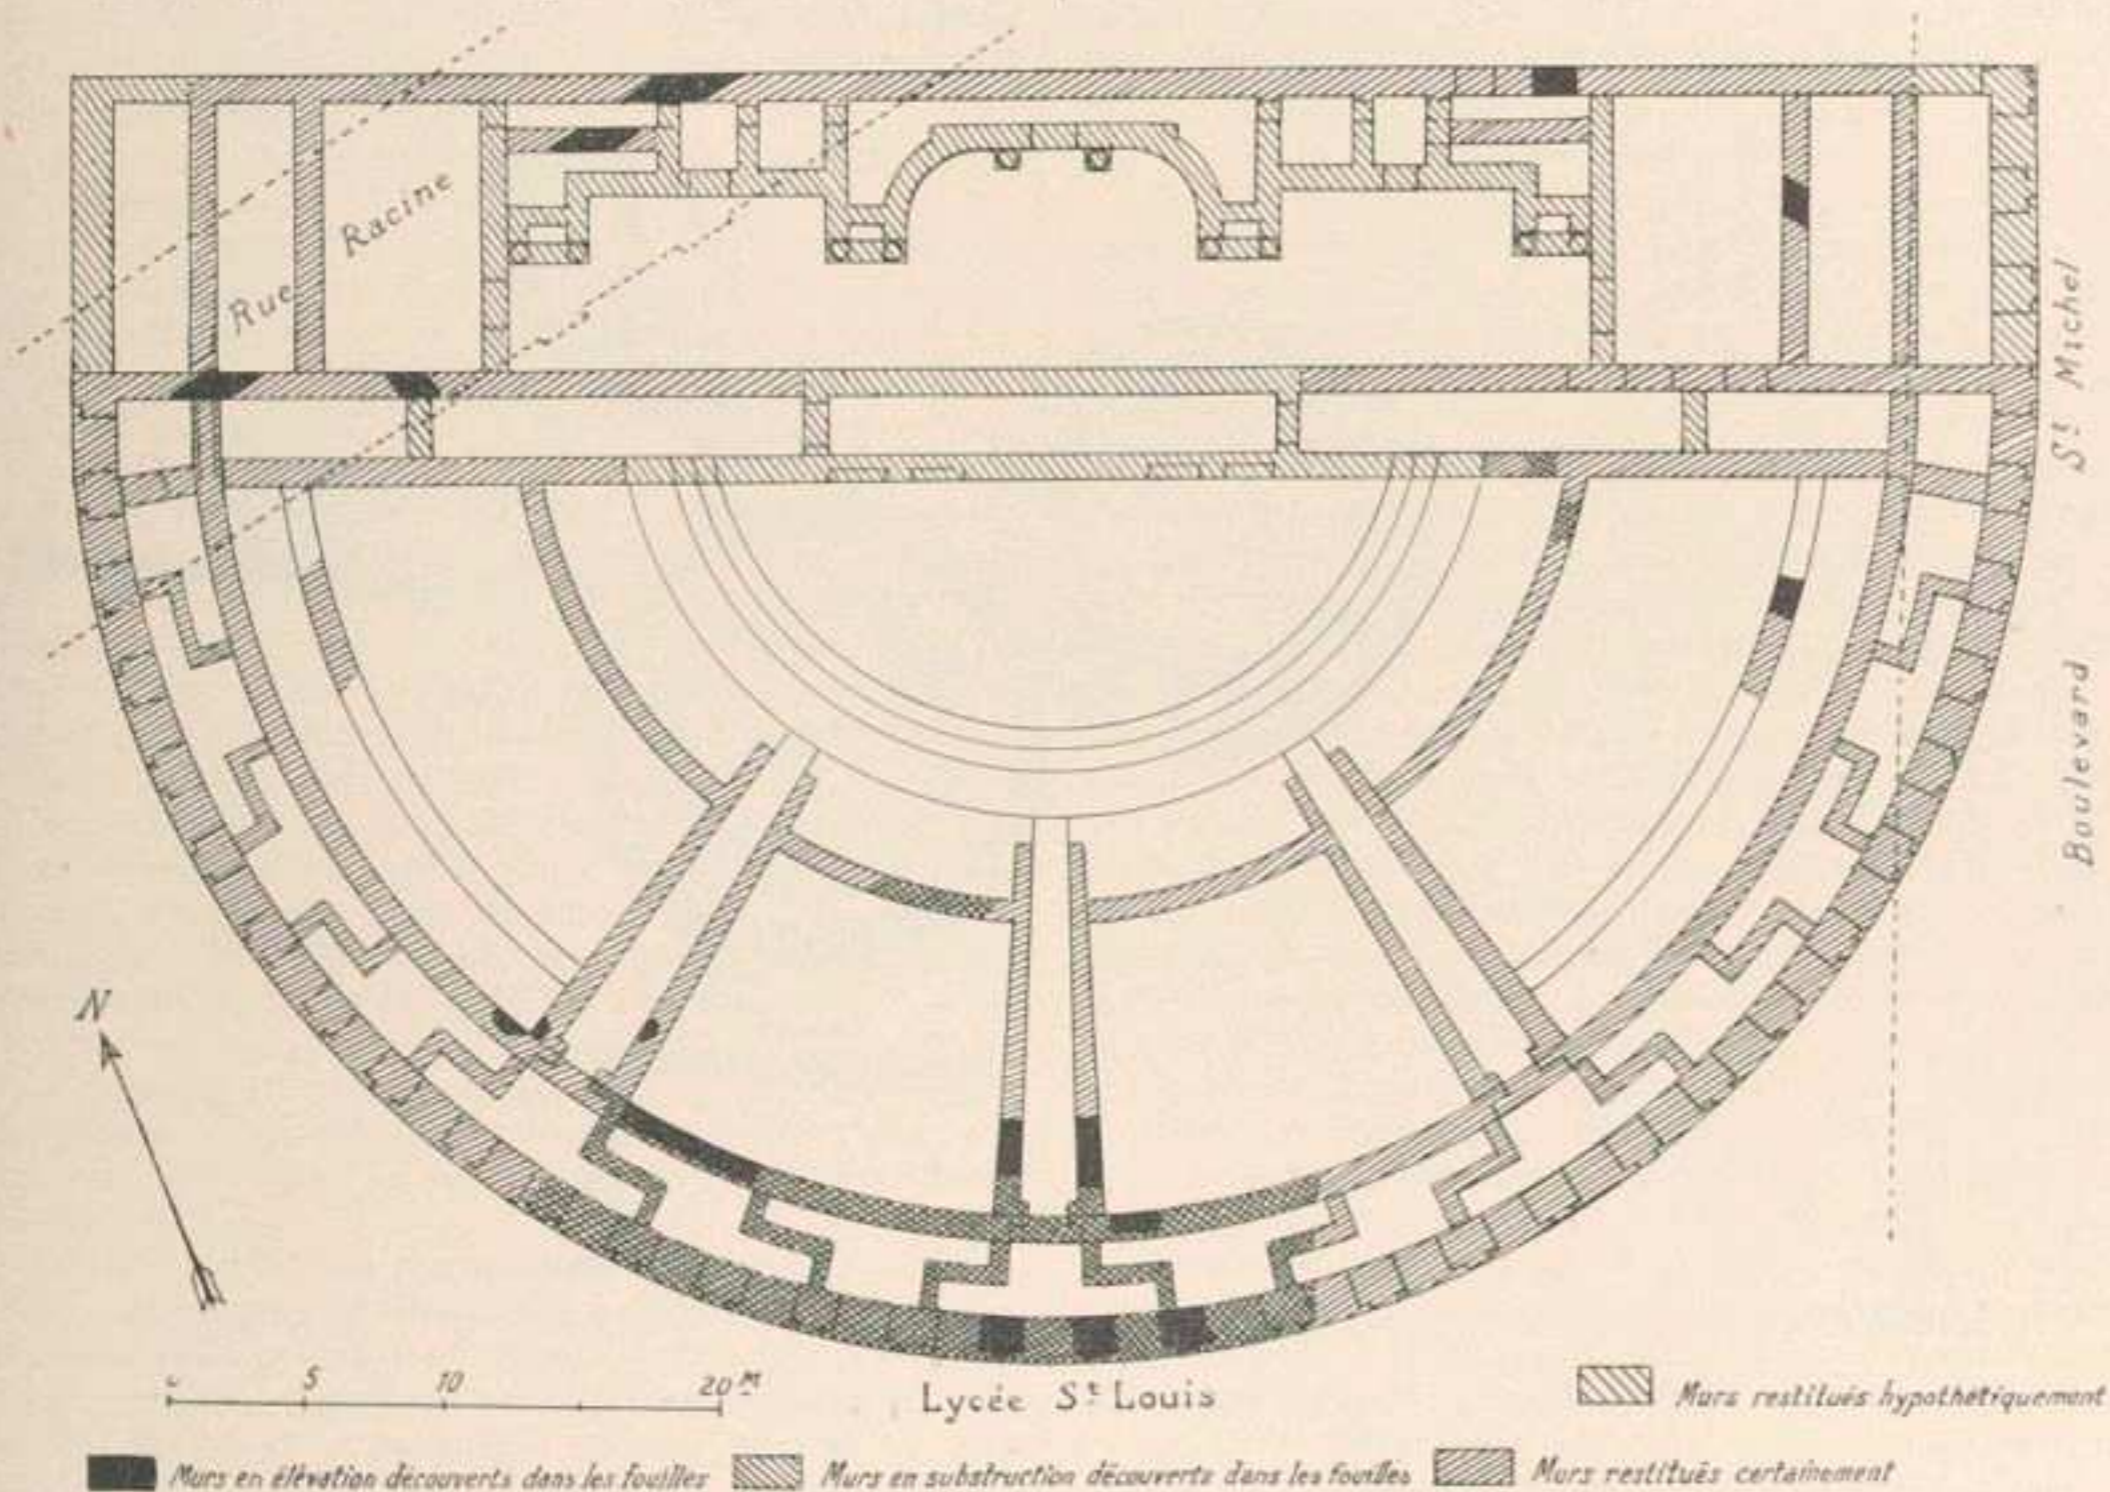 Rue Racine
Boulevard St Michel
N
0 5 10 20 M
Lycée St Louis
Murs restitués hypothétiquement
Murs en élévation découverts dans les fouilles
Murs en substruction découverts dans les fouilles
Murs restitués certainement